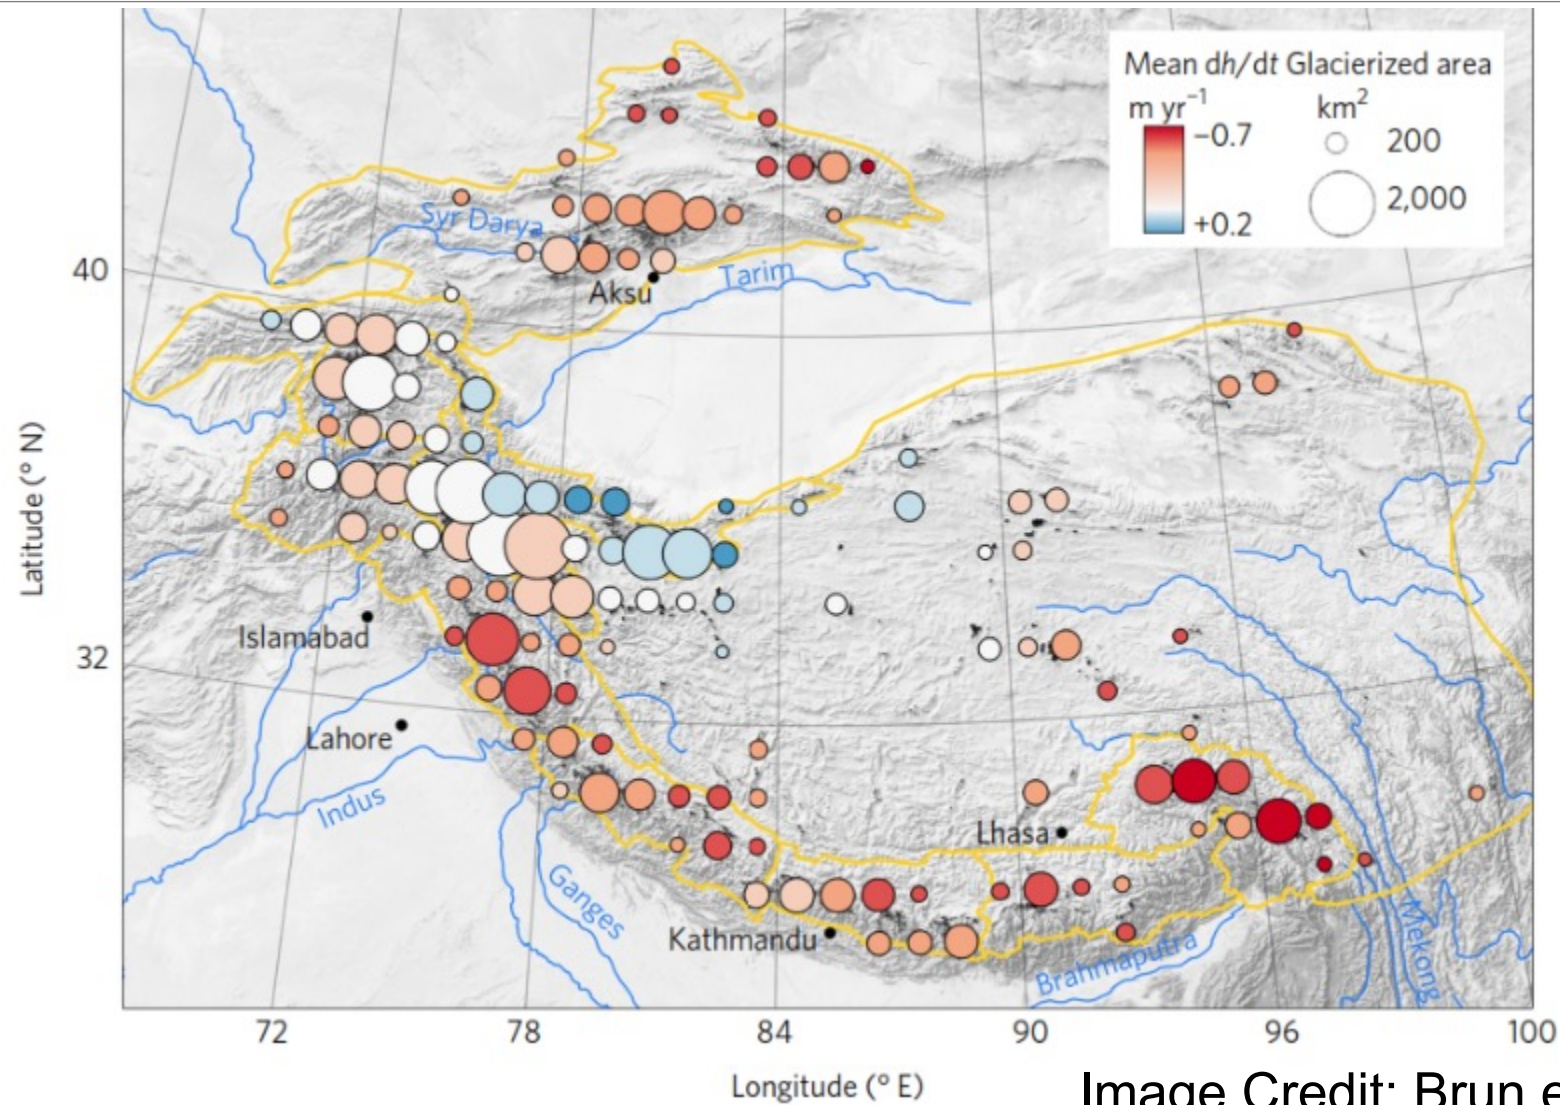 Mean dh/dt Glacierized area
m yr⁻¹ km²
−0.7
200
2,000
+0.2
40
Syr Darya
Tarim
Aksu
Latitude (° N)
Islamabad
32
Lahore
Indus
Lhasa
Ganges
Kathmandu
Brahmaputra
Mekong
72 78 84 90 96 100
Longitude (° E)
Image Credit: Brun e